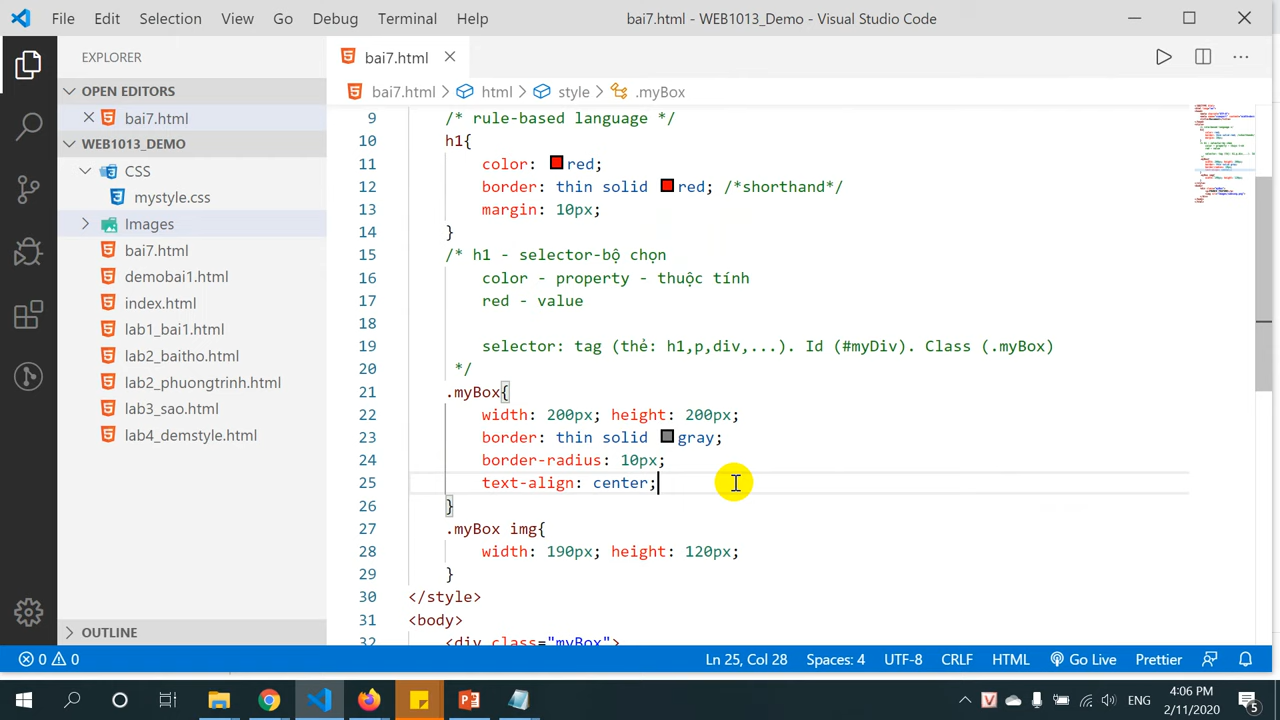 File Edit Selection View Go Debug Terminal Help bai7.html - WEB1013_Demo - Visual Studio Code
EXPLORER
bai7.html
OPEN EDITORS
bai7.html
WEB1013_DEMO
CSS
mystyle.css
Images
bai7.html
demobai1.html
index.html
lab1_bai1.html
lab2_baitho.html
lab2_phuongtrinh.html
lab3_sao.html
lab4_demstyle.html
OUTLINE
bai7.html > html > style > .myBox
9 /* rule-based language */
10 h1{
11 color: red;
12 border: thin solid red; /*shorthand*/
13 margin: 10px;
14 }
15 /* h1 - selector-bộ chọn
16 color - property - thuộc tính
17 red - value
18
19 selector: tag (thẻ: h1,p,div,...). Id (#myDiv). Class (.myBox)
20 */
21 .myBox{
22 width: 200px; height: 200px;
23 border: thin solid gray;
24 border-radius: 10px;
25 text-align: center;
26 }
27 .myBox img{
28 width: 190px; height: 120px;
29 }
30 </style>
31 <body>
32 <div class="myBox">
0 0 Ln 25, Col 28 Spaces: 4 UTF-8 CRLF HTML Go Live Prettier
ENG 4:06 PM
2/11/2020 5